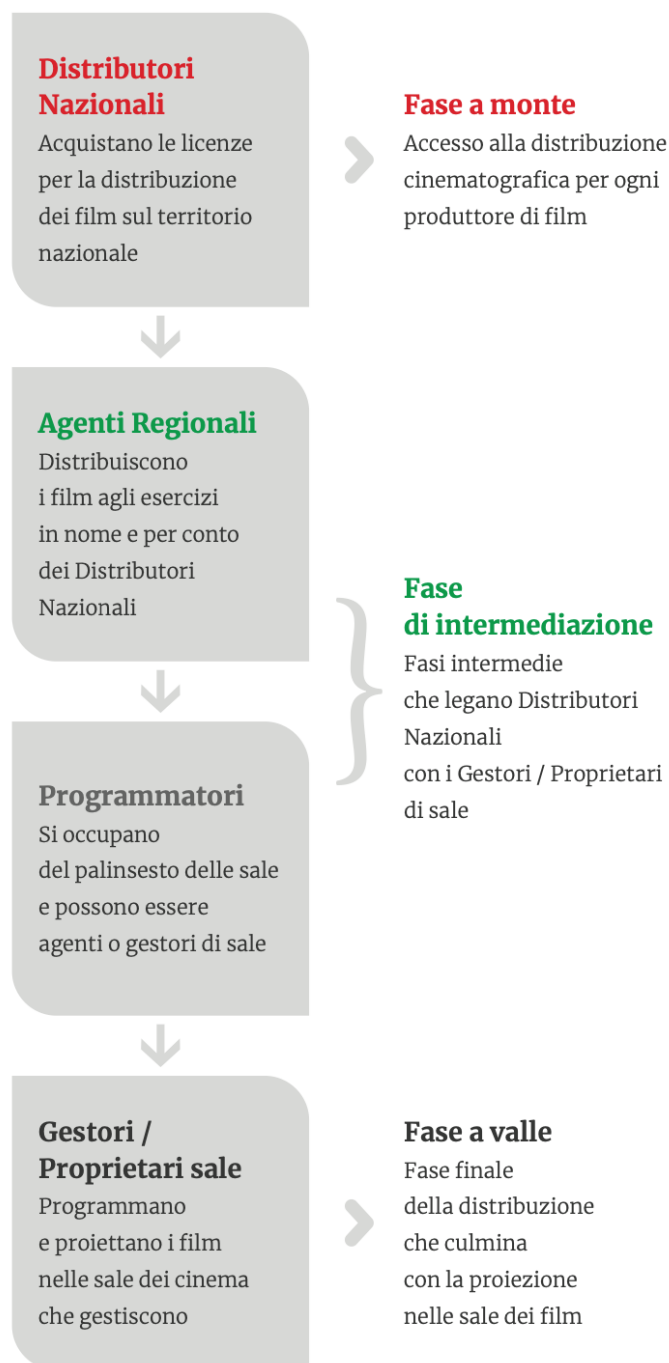 Distributori
Nazionali
Acquistano le licenze
per la distribuzione
dei film sul territorio
nazionale
Fase a monte
Accesso alla distribuzione
cinematografica per ogni
produttore di film
Agenti Regionali
Distribuiscono
i film agli esercizi
in nome e per conto
dei Distributori
Nazionali
Programmatori
Si occupano
del palinsesto delle sale
e possono essere
agenti o gestori di sale
Fase
di intermediazione
Fasi intermedie
che legano Distributori
Nazionali
con i Gestori / Proprietari
di sale
Gestori /
Proprietari sale
Programmano
e proiettano i film
nelle sale dei cinema
che gestiscono
Fase a valle
Fase finale
della distribuzione
che culmina
con la proiezione
nelle sale dei film